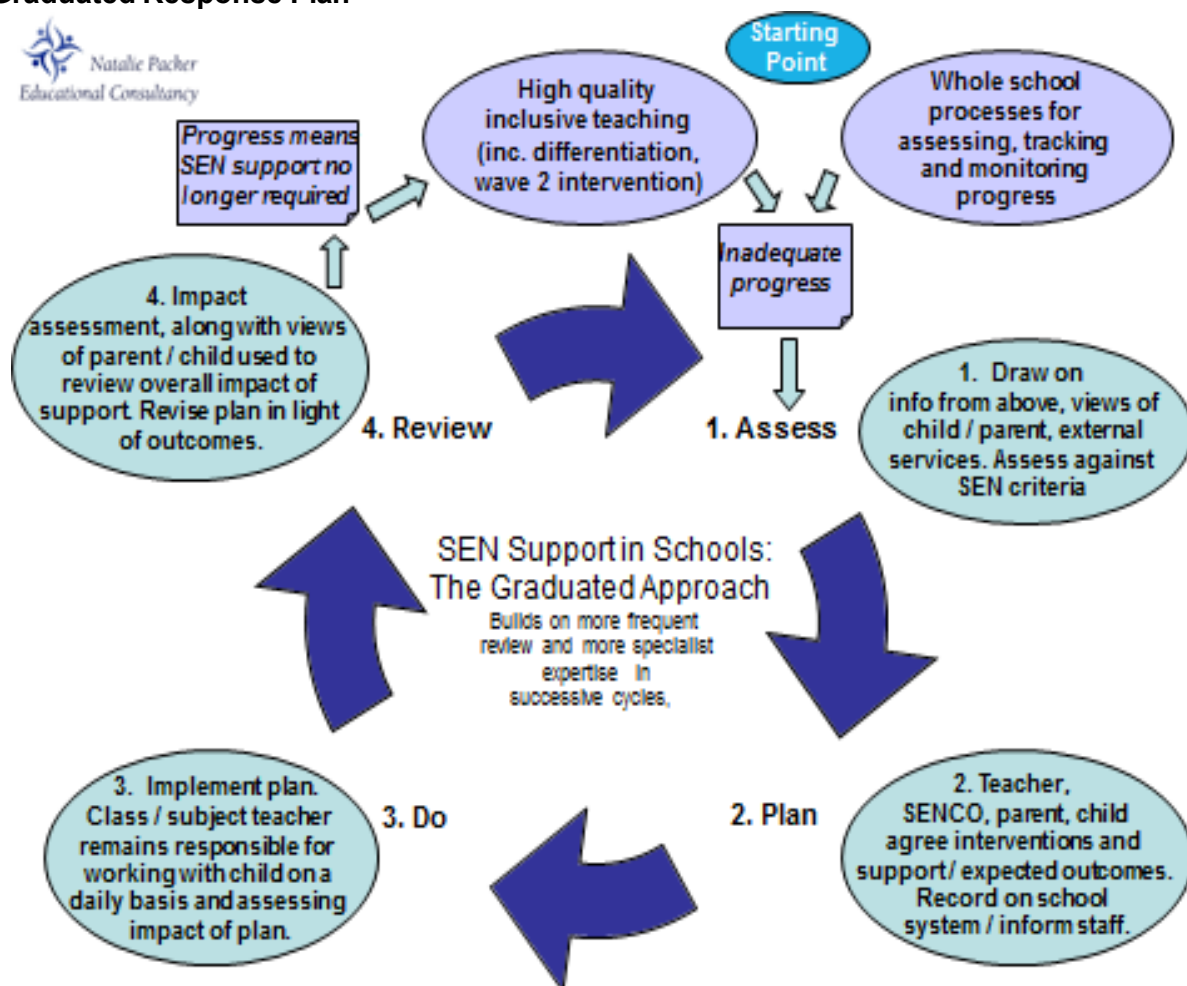 Graduated Response Plan
Natalie Packer
Educational Consultancy
Starting
Point
High quality
inclusive teaching
(inc. differentiation,
wave 2 intervention)
Whole school
processes for
assessing, tracking
and monitoring
progress
Progress means
SEN support no
longer required
Inadequate
progress
4. Impact
assessment, along with views
of parent / child used to
review overall impact of
support. Revise plan in light
of outcomes.
4. Review
1. Assess
1. Draw on
info from above, views of
child / parent, external
services. Assess against
SEN criteria
SEN Support in Schools:
The Graduated Approach
Builds on more frequent
review and more specialist
expertise in
successive cycles,
3. Implement plan.
Class / subject teacher
remains responsible for
working with child on a
daily basis and assessing
impact of plan.
3. Do
2. Plan
2. Teacher,
SENCO, parent, child
agree interventions and
support / expected outcomes.
Record on school
system / inform staff.